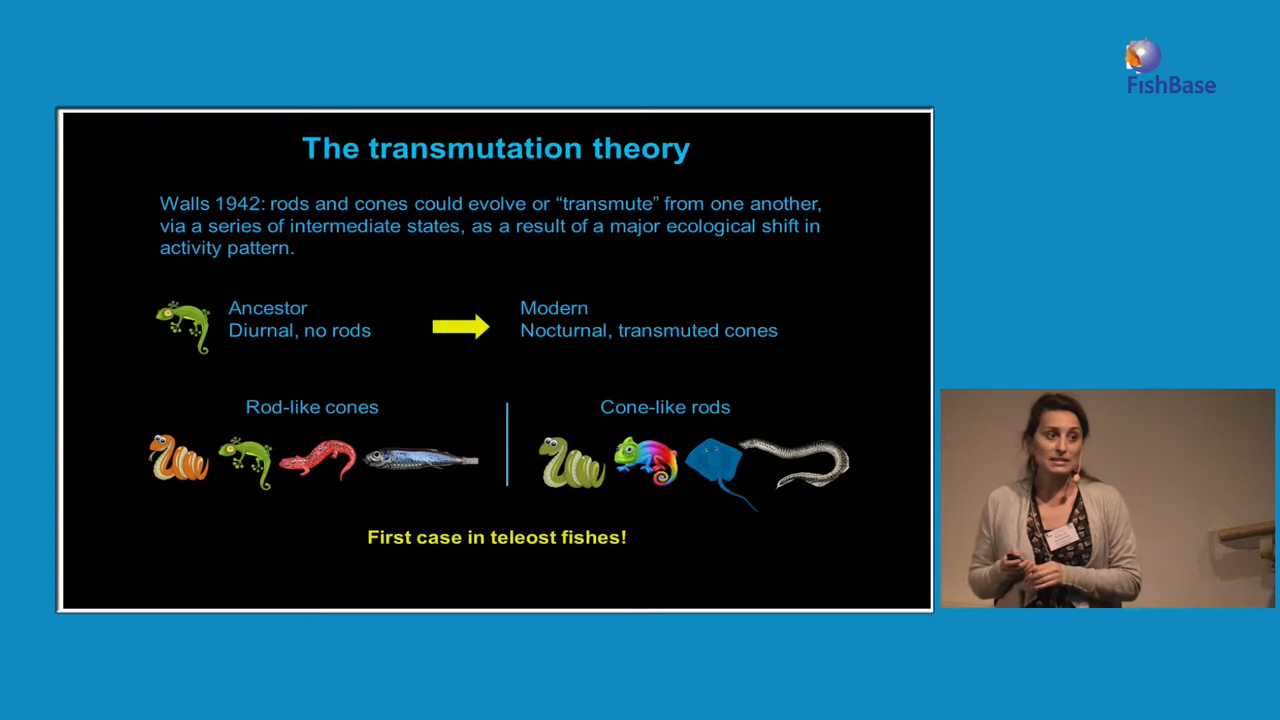 FishBase
The transmutation theory
Walls 1942: rods and cones could evolve or “transmute” from one another,
via a series of intermediate states, as a result of a major ecological shift in
activity pattern.
Ancestor
Diurnal, no rods
Modern
Nocturnal, transmuted cones
Rod-like cones
Cone-like rods
First case in teleost fishes!